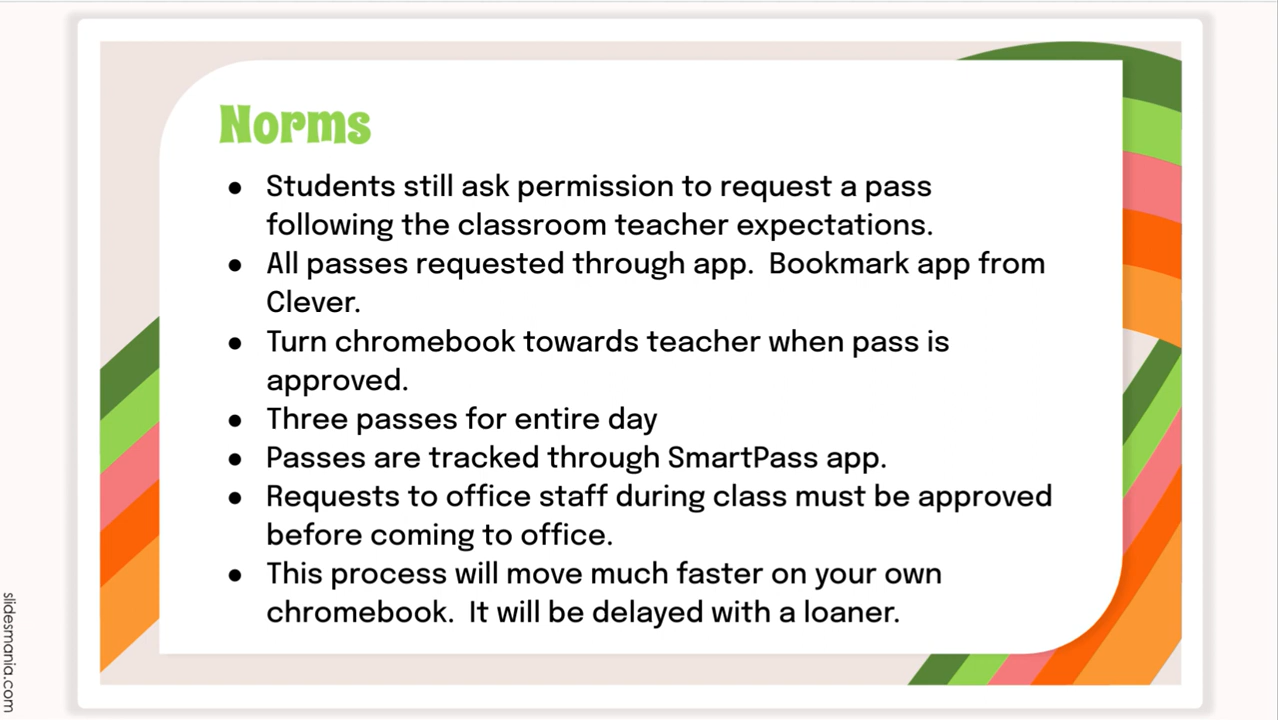 Norms
● Students still ask permission to request a pass
following the classroom teacher expectations.
● All passes requested through app.  Bookmark app from
Clever.
● Turn chromebook towards teacher when pass is
approved.
● Three passes for entire day
● Passes are tracked through SmartPass app.
● Requests to office staff during class must be approved
before coming to office.
● This process will move much faster on your own
chromebook.  It will be delayed with a loaner.
slidesmania.com